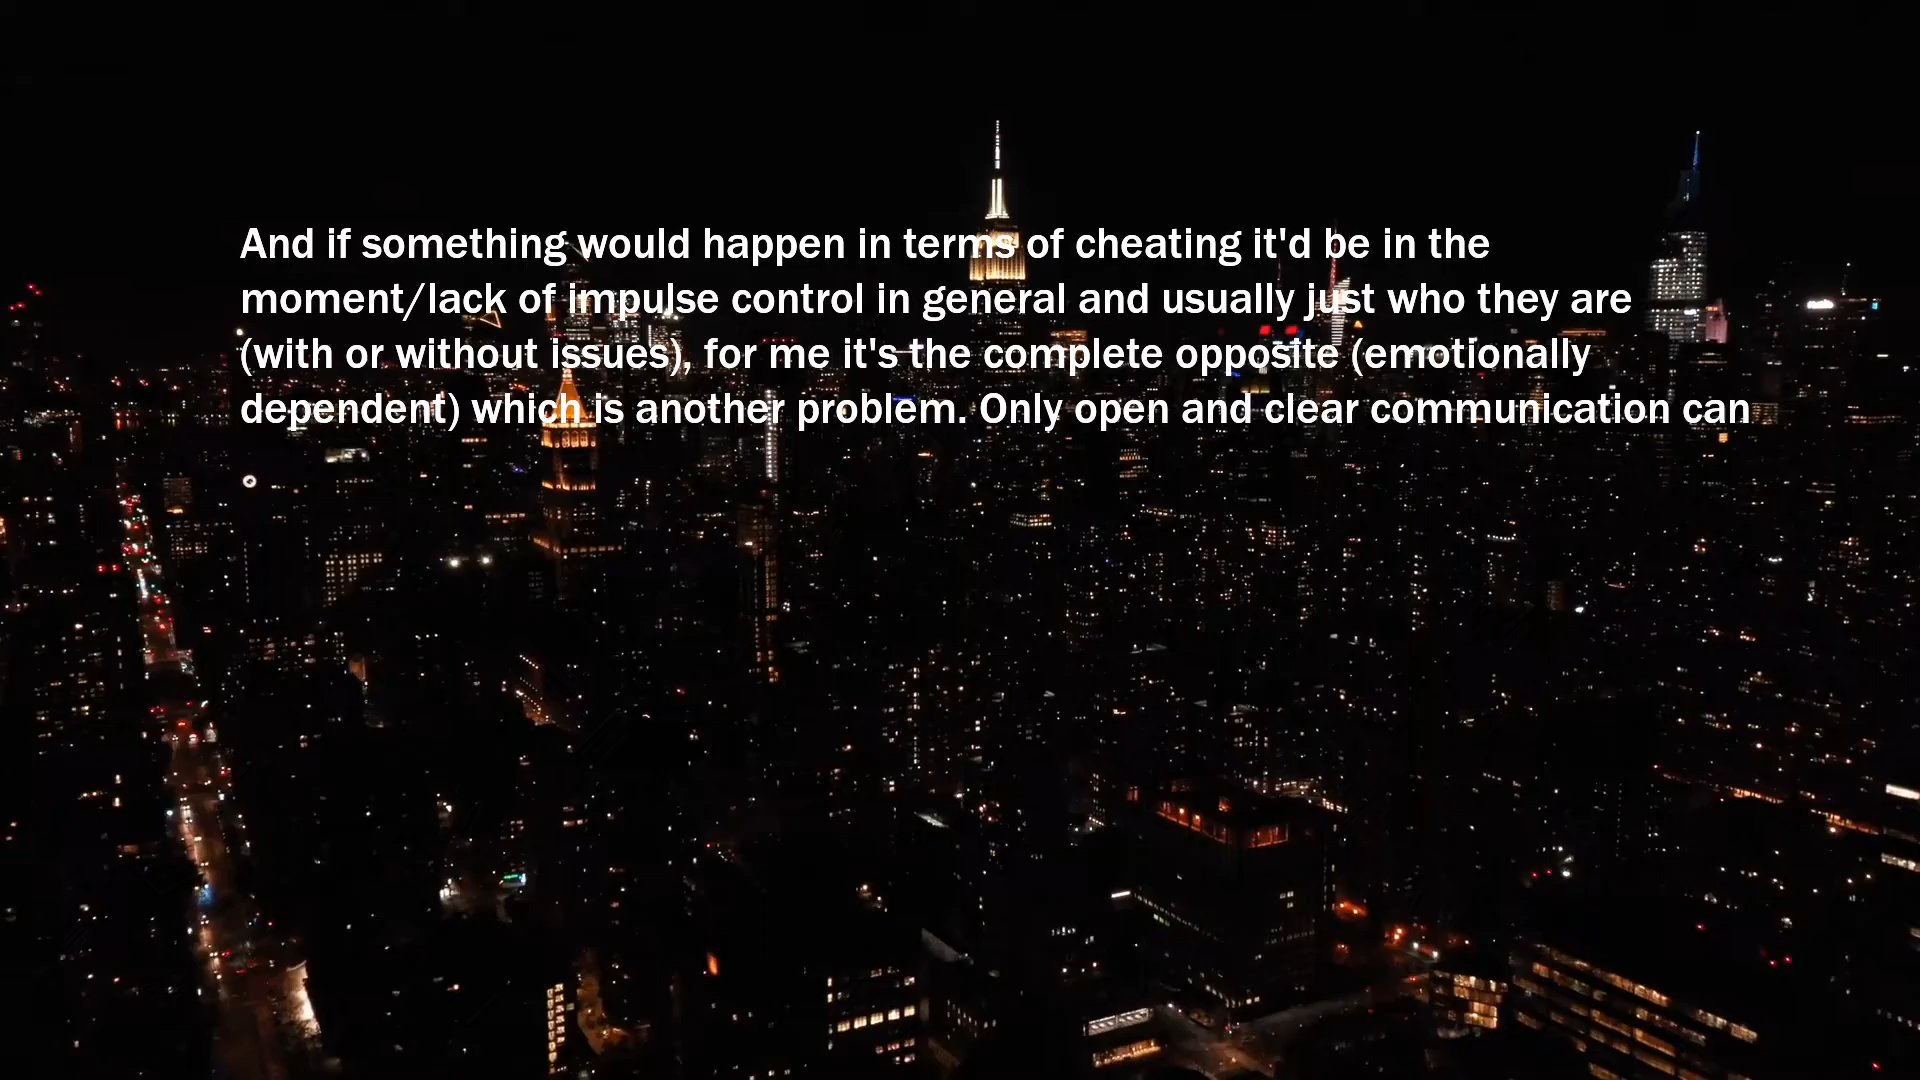 And if something would happen in terms of cheating it'd be in the
moment/lack of impulse control in general and usually just who they are
(with or without issues), for me it's the complete opposite (emotionally
dependent) which is another problem. Only open and clear communication can